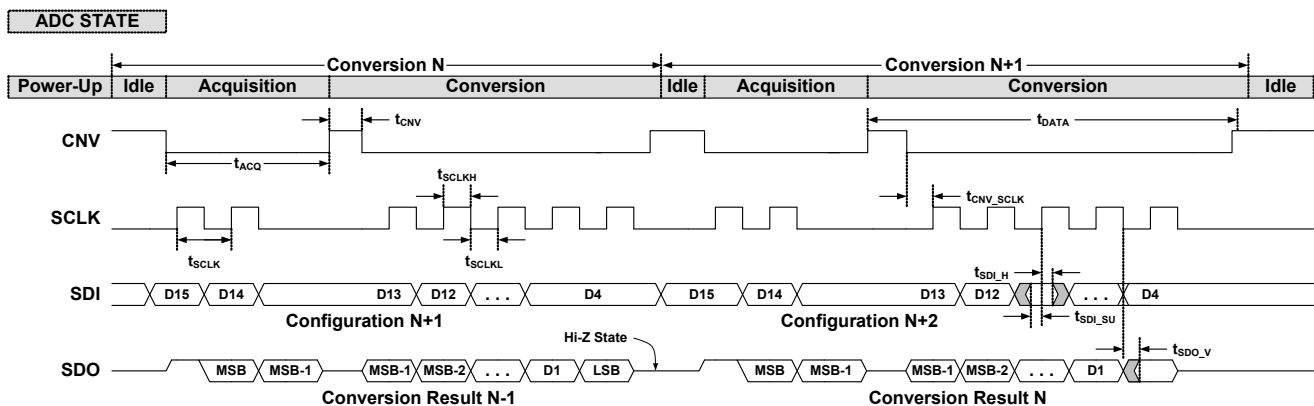 ADC STATE
Conversion N Conversion N+1
Power-Up Idle Acquisition Conversion Idle Acquisition Conversion Idle
CNV tCNV tDATA
tACQ
tSCLKH
SCLK tCNV_SCLK
tSCLK tSCLKL
tSDI_H
SDI D15 D14 D13 D12 . . . D4 D15 D14 D13 D12 . . . D4
Configuration N+1 Configuration N+2
tSDI_SU
Hi-Z State
tSDO_V
SDO MSB MSB-1 MSB-1 MSB-2 . . . D1 LSB MSB MSB-1 MSB-1 MSB-2 . . . D1
Conversion Result N-1 Conversion Result N